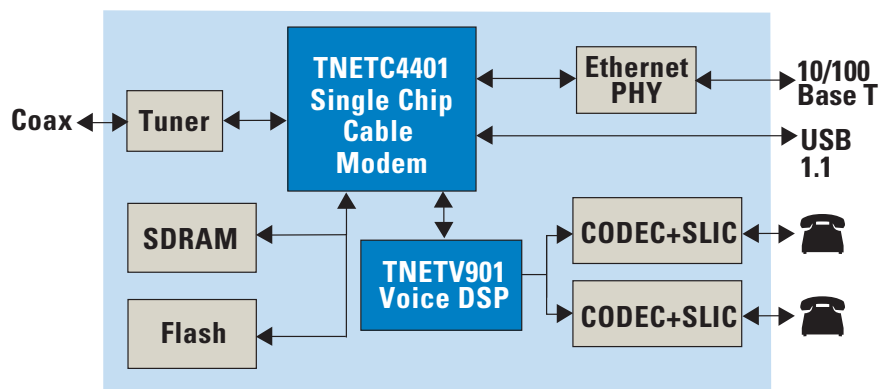 TNETC4401
Single Chip
Cable
Modem
Ethernet
PHY
10/100
Base T
Coax
Tuner
USB
1.1
SDRAM
CODEC+SLIC
TNETV901
Voice DSP
Flash
CODEC+SLIC